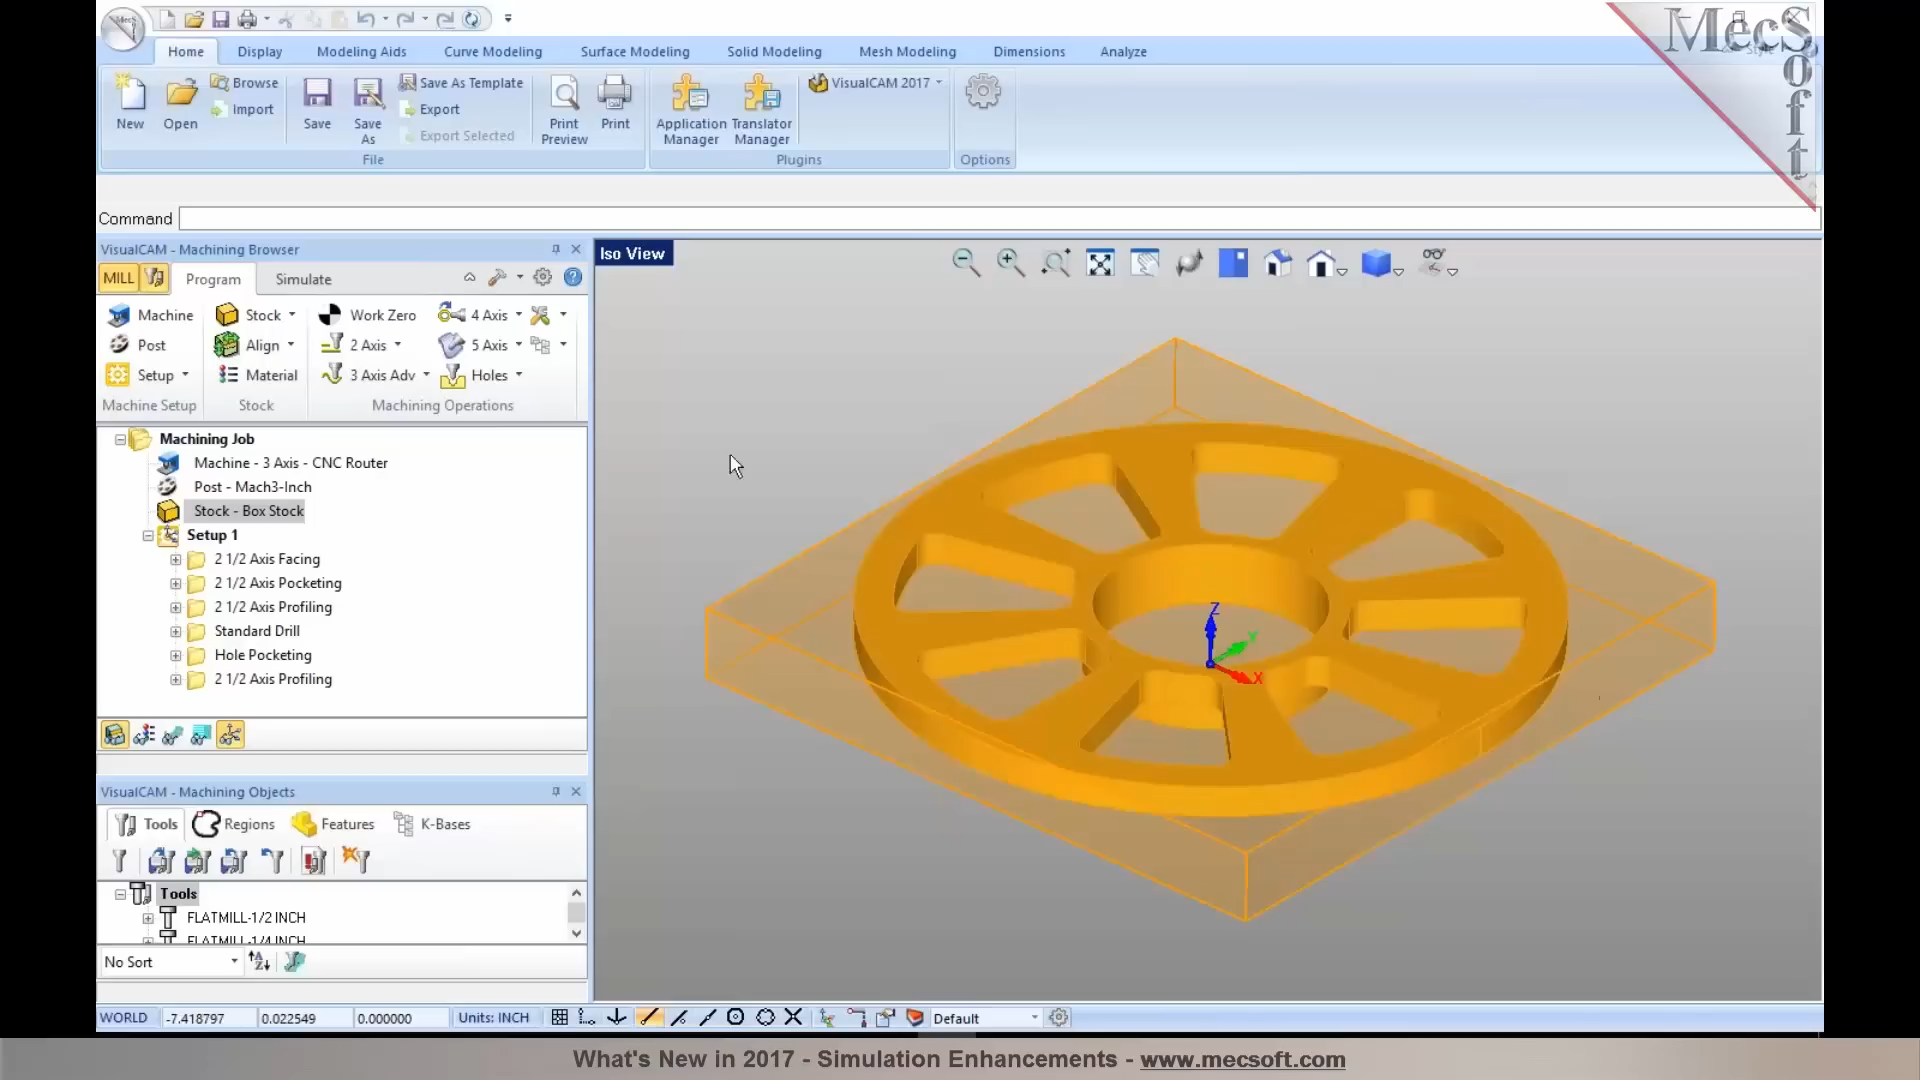 MecSoft
Home Display Modeling Aids Curve Modeling Surface Modeling Solid Modeling Mesh Modeling Dimensions Analyze
New Open Browse Import Save Save As Save As Template Export Export Selected Print Preview Print Application Manager Translator Manager VisualCAM 2017
File Plugins Options
Command
VisualCAM - Machining Browser
Iso View
MILL Program Simulate
Machine Stock Work Zero 4 Axis
Post Align 2 Axis 5 Axis
Setup Material 3 Axis Adv Holes
Machine Setup Stock Machining Operations
Machining Job
Machine - 3 Axis - CNC Router
Post - Mach3-Inch
Stock - Box Stock
Setup 1
2 1/2 Axis Facing
2 1/2 Axis Pocketing
2 1/2 Axis Profiling
Standard Drill
Hole Pocketing
2 1/2 Axis Profiling
Z
Y
X
VisualCAM - Machining Objects
Tools Regions Features K-Bases
Tools
FLATMILL-1/2 INCH
FLATMILL-1/4 INCH
No Sort
WORLD -7.418797 0.022549 0.000000 Units: INCH Default
What's New in 2017 - Simulation Enhancements - www.mecsoft.com